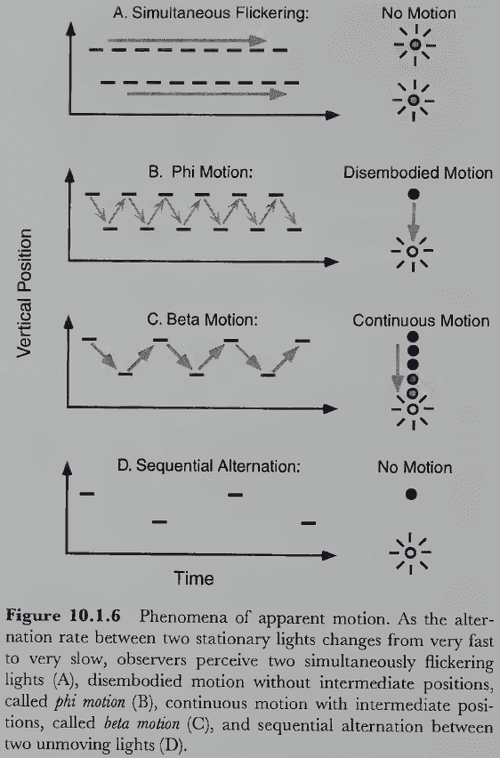 A. Simultaneous Flickering:
No Motion
B. Phi Motion:
Disembodied Motion
C. Beta Motion:
Continuous Motion
D. Sequential Alternation:
No Motion
Vertical Position
Time
Figure 10.1.6 Phenomena of apparent motion. As the alter-
nation rate between two stationary lights changes from very fast
to very slow, observers perceive two simultaneously flickering
lights (A), disembodied motion without intermediate positions,
called phi motion (B), continuous motion with intermediate posi-
tions, called beta motion (C), and sequential alternation between
two unmoving lights (D).